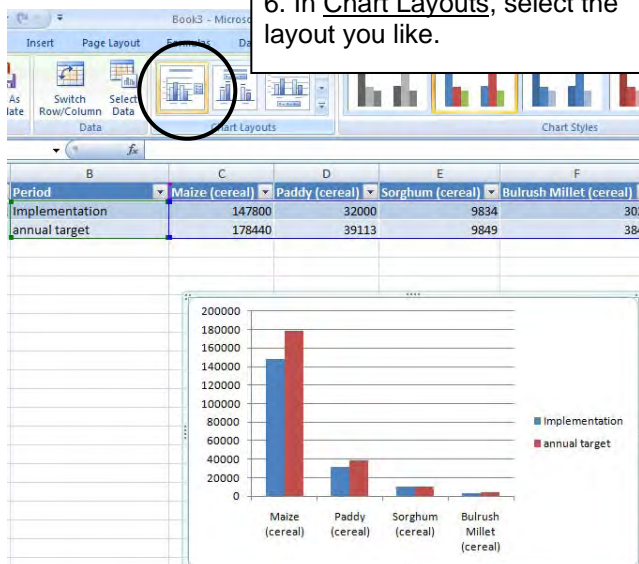 6. In Chart Layouts, select the
layout you like.
Book3 - Microso
Insert Page Layout Formulas Da
As
late
Switch
Row/Column
Select
Data
Data
Chart Layouts
Chart Styles
fx
B C D E F
Period Maize (cereal) Paddy (cereal) Sorghum (cereal) Bulrush Millet (cereal)
Implementation 147800 32000 9834 30
annual target 178440 39113 9849 384
200000
180000
160000
140000
120000
100000
80000
60000
40000
20000
0
Maize
(cereal)
Paddy
(cereal)
Sorghum
(cereal)
Bulrush
Millet
(cereal)
Implementation
annual target